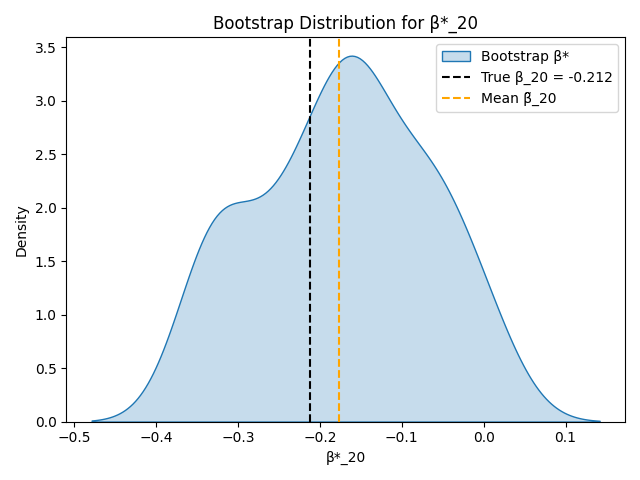 Bootstrap Distribution for β*_20
Bootstrap β*
True β_20 = -0.212
Mean β̄_20
3.5
3.0
2.5
2.0
1.5
1.0
0.5
0.0
Density
−0.5
−0.4
−0.3
−0.2
−0.1
0.0
0.1
β*_20